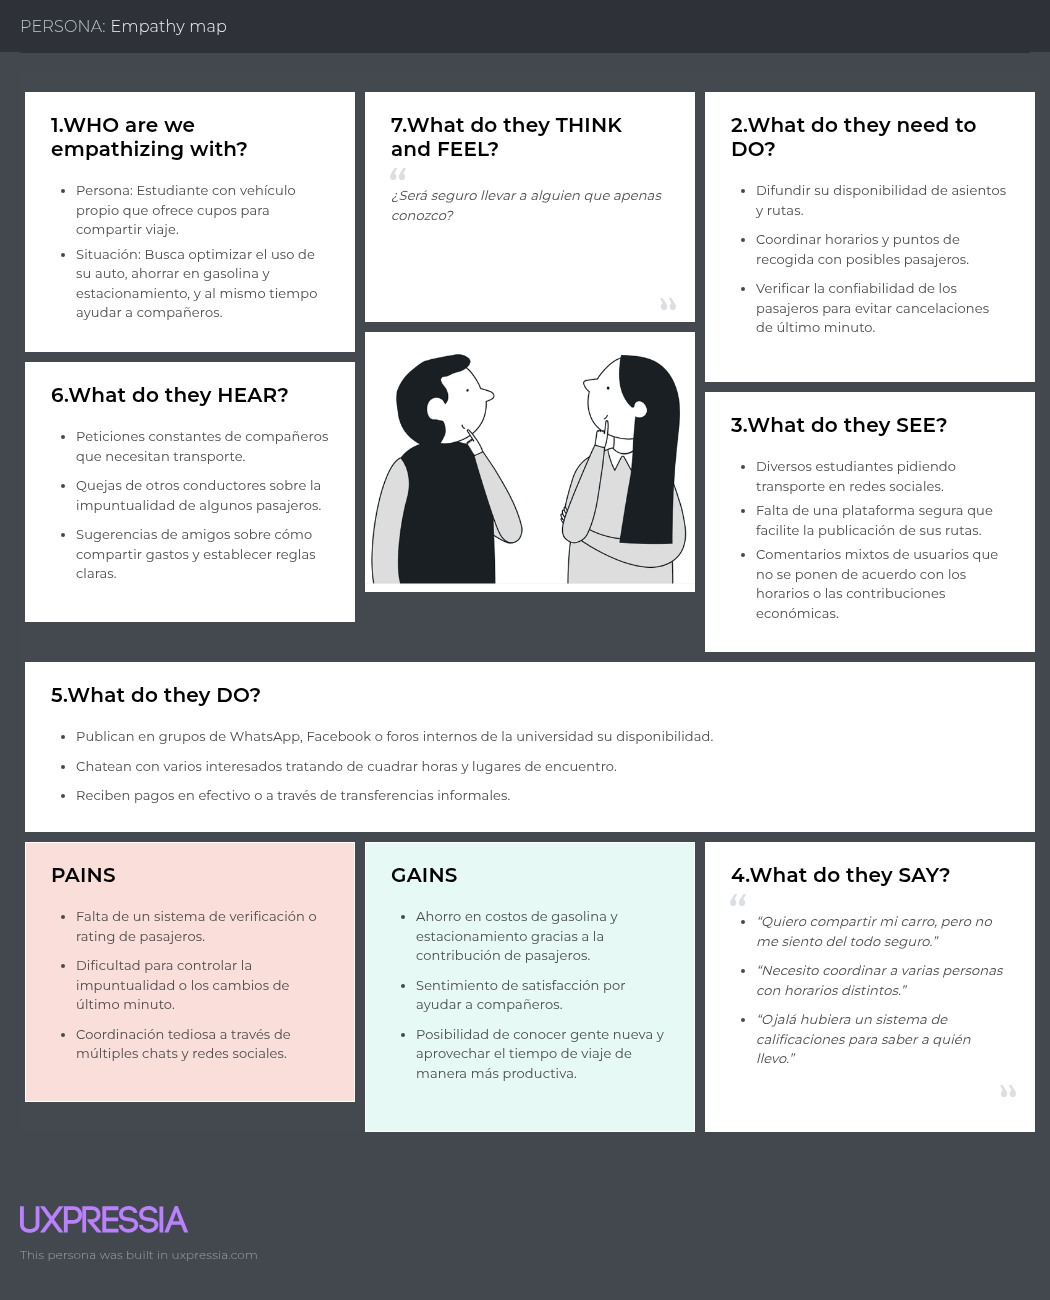 PERSONA: Empathy map
1.WHO are we
empathizing with?
Persona: Estudiante con vehículo
propio que ofrece cupos para
compartir viaje.
Situación: Busca optimizar el uso de
su auto, ahorrar en gasolina y
estacionamiento, y al mismo tiempo
ayudar a compañeros.
7.What do they THINK
and FEEL?
“
¿Será seguro llevar a alguien que apenas
conozco?
”
2.What do they need to
DO?
Difundir su disponibilidad de asientos
y rutas.
Coordinar horarios y puntos de
recogida con posibles pasajeros.
Verificar la confiabilidad de los
pasajeros para evitar cancelaciones
de último minuto.
6.What do they HEAR?
Peticiones constantes de compañeros
que necesitan transporte.
Quejas de otros conductores sobre la
impuntualidad de algunos pasajeros.
Sugerencias de amigos sobre cómo
compartir gastos y establecer reglas
claras.
3.What do they SEE?
Diversos estudiantes pidiendo
transporte en redes sociales.
Falta de una plataforma segura que
facilite la publicación de sus rutas.
Comentarios mixtos de usuarios que
no se ponen de acuerdo con los
horarios o las contribuciones
económicas.
5.What do they DO?
Publican en grupos de WhatsApp, Facebook o foros internos de la universidad su disponibilidad.
Chatean con varios interesados tratando de cuadrar horas y lugares de encuentro.
Reciben pagos en efectivo o a través de transferencias informales.
PAINS
Falta de un sistema de verificación o
rating de pasajeros.
Dificultad para controlar la
impuntualidad o los cambios de
último minuto.
Coordinación tediosa a través de
múltiples chats y redes sociales.
GAINS
Ahorro en costos de gasolina y
estacionamiento gracias a la
contribución de pasajeros.
Sentimiento de satisfacción por
ayudar a compañeros.
Posibilidad de conocer gente nueva y
aprovechar el tiempo de viaje de
manera más productiva.
4.What do they SAY?
“
“Quiero compartir mi carro, pero no
me siento del todo seguro.”
“Necesito coordinar a varias personas
con horarios distintos.”
“Ojalá hubiera un sistema de
calificaciones para saber a quién
llevo.”
”
UXPRESSIA
This persona was built in uxpressia.com